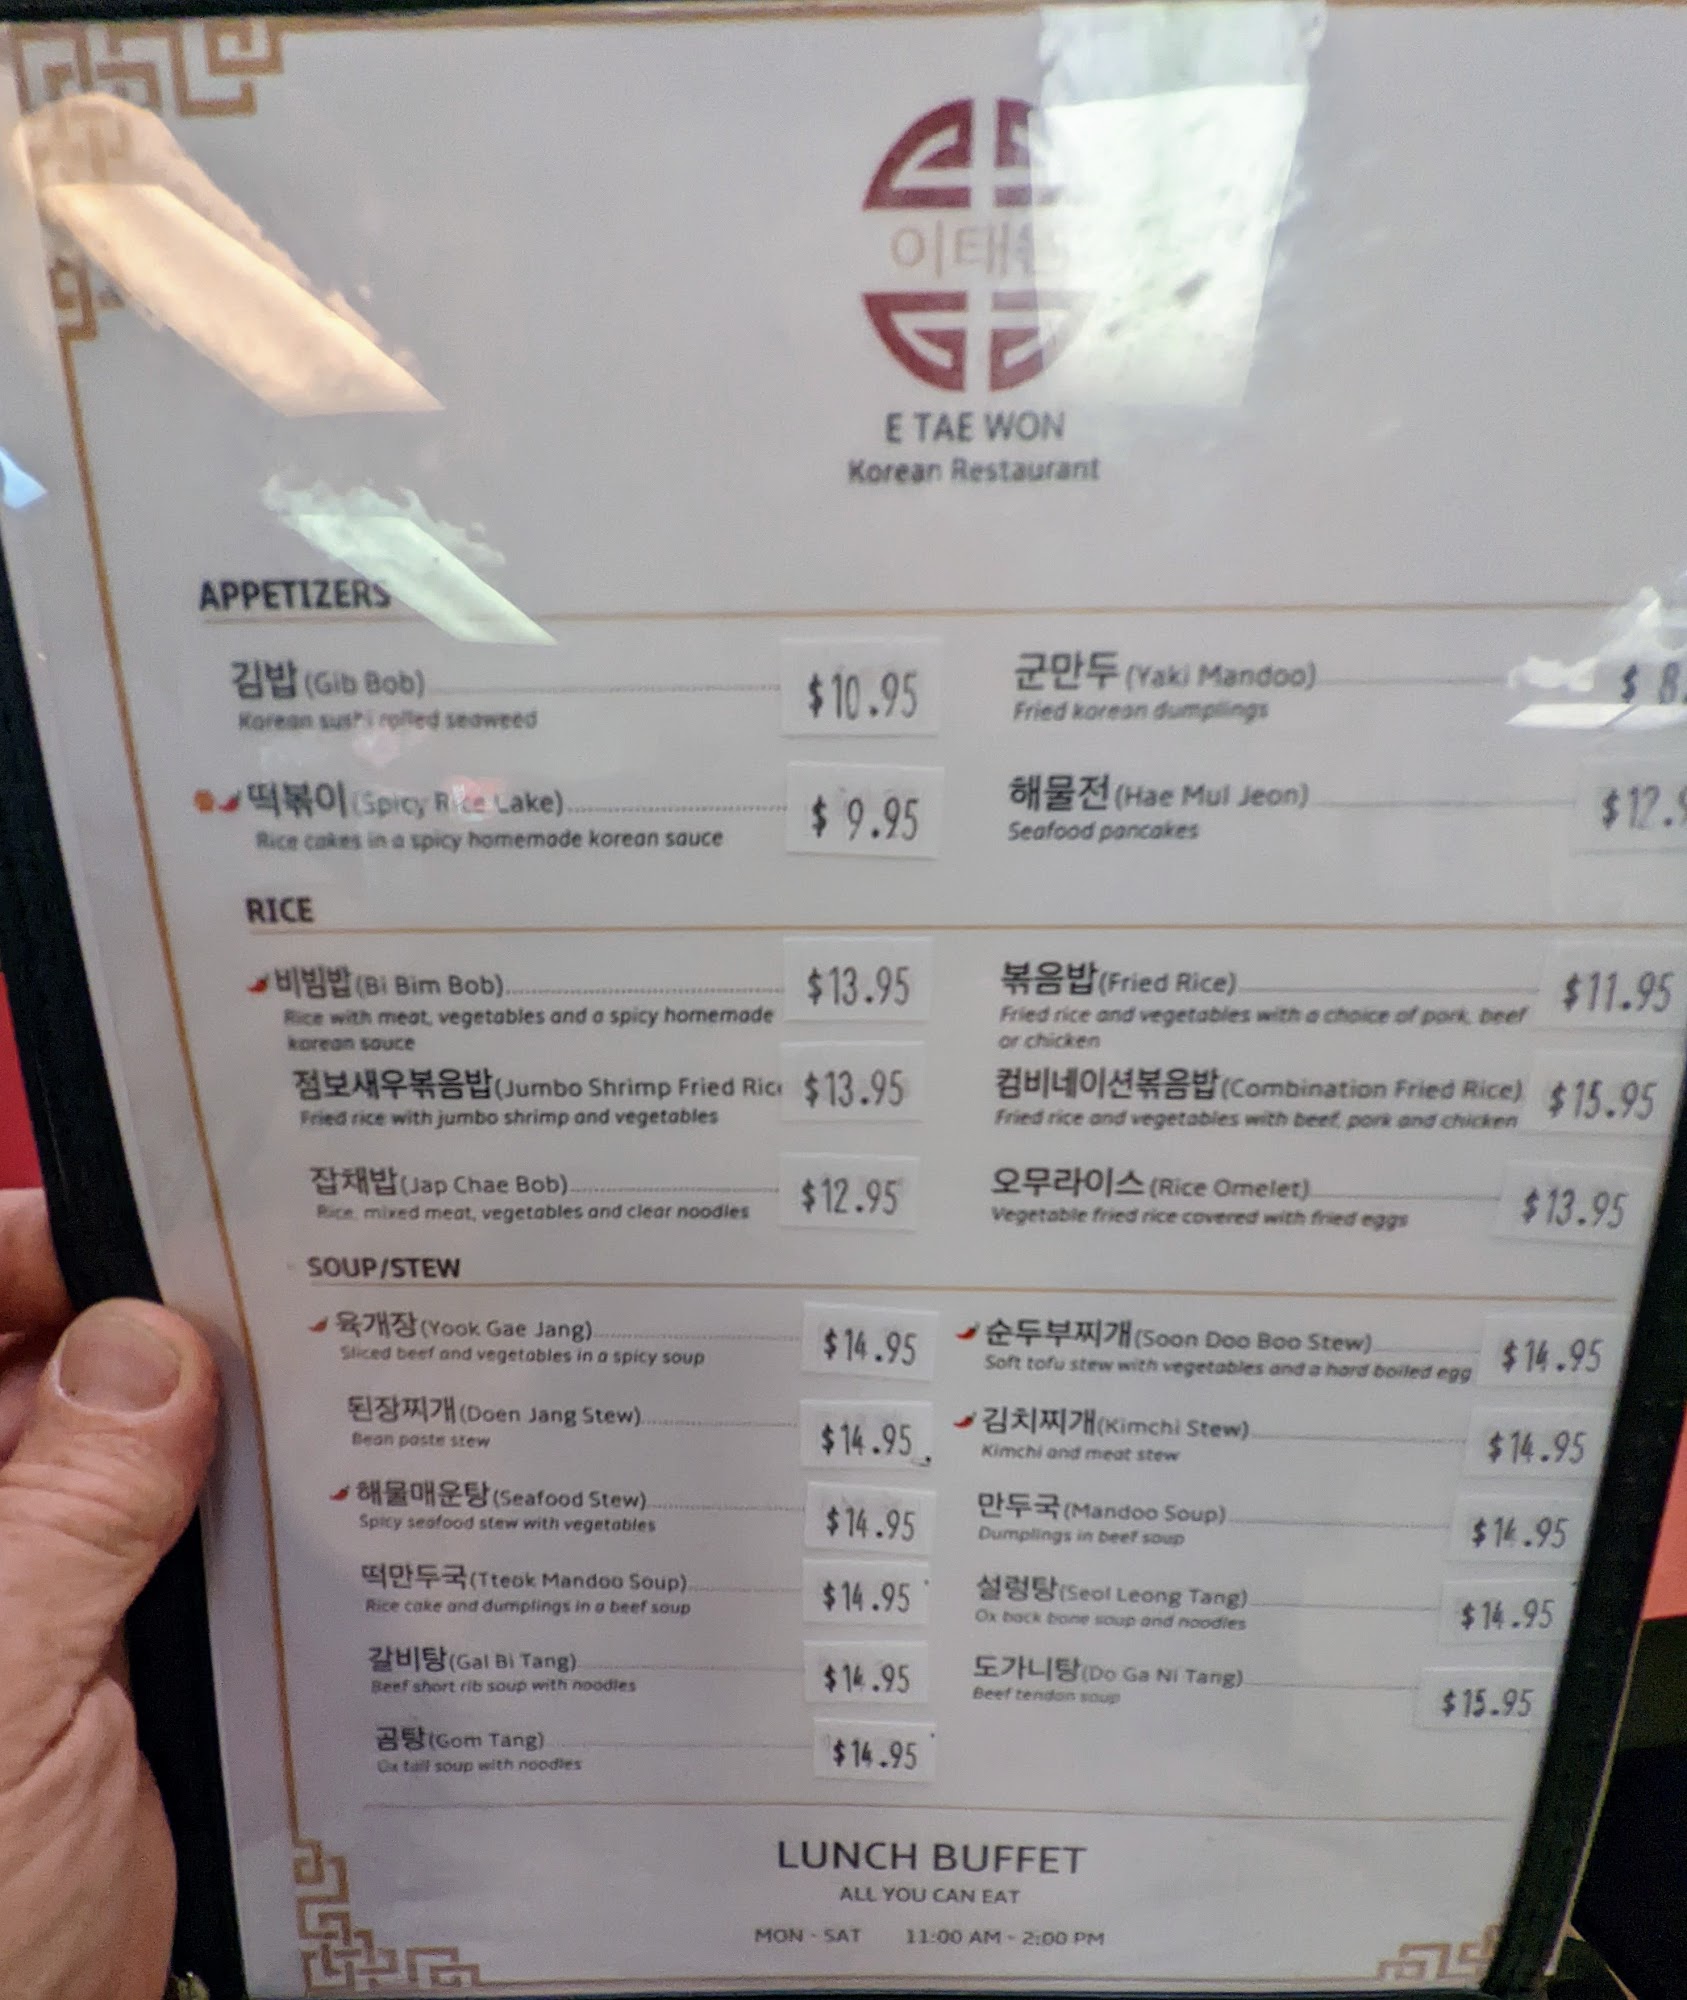 이태원
E TAE WON
Korean Restaurant
APPETIZERS
김밥 (Gib Bob) $10.95
Korean sushi rolled seaweed
군만두 (Yaki Mandoo) $ 8.
Fried korean dumplings
떡볶이 (Spicy Rice Lake) $ 9.95
Rice cakes in a spicy homemade korean sauce
해물전 (Hae Mul Jeon) $12.9
Seafood pancakes
RICE
비빔밥 (Bi Bim Bob) $13.95
Rice with meat, vegetables and a spicy homemade
korean sauce
볶음밥 (Fried Rice) $11.95
Fried rice and vegetables with a choice of pork, beef
or chicken
점보새우볶음밥 (Jumbo Shrimp Fried Ric $13.95
Fried rice with jumbo shrimp and vegetables
컴비네이션볶음밥 (Combination Fried Rice) $15.95
Fried rice and vegetables with beef, pork and chicken
잡채밥 (Jap Chae Bob) $12.95
Rice, mixed meat, vegetables and clear noodles
오무라이스 (Rice Omelet) $13.95
Vegetable fried rice covered with fried eggs
SOUP/STEW
육개장 (Yook Gae Jang) $14.95
Sliced beef and vegetables in a spicy soup
순두부찌개 (Soon Doo Boo Stew) $14.95
Soft tofu stew with vegetables and a hard boiled egg
된장찌개 (Doen Jang Stew) $14.95
Bean paste stew
김치찌개 (Kimchi Stew) $14.95
Kimchi and meat stew
해물매운탕 (Seafood Stew) $14.95
Spicy seafood stew with vegetables
만두국 (Mandoo Soup) $14.95
Dumplings in beef soup
떡만두국 (Tteok Mandoo Soup) $14.95
Rice cake and dumplings in a beef soup
설렁탕 (Seol Leong Tang) $14.95
Ox back bone soup and noodles
갈비탕 (Gal Bi Tang) $14.95
Beef short rib soup with noodles
도가니탕 (Do Ga Ni Tang) $15.95
Beef tendon soup
곰탕 (Gom Tang) $14.95
Ox tail soup with noodles
LUNCH BUFFET
ALL YOU CAN EAT
MON - SAT 11:00 AM - 2:00 PM